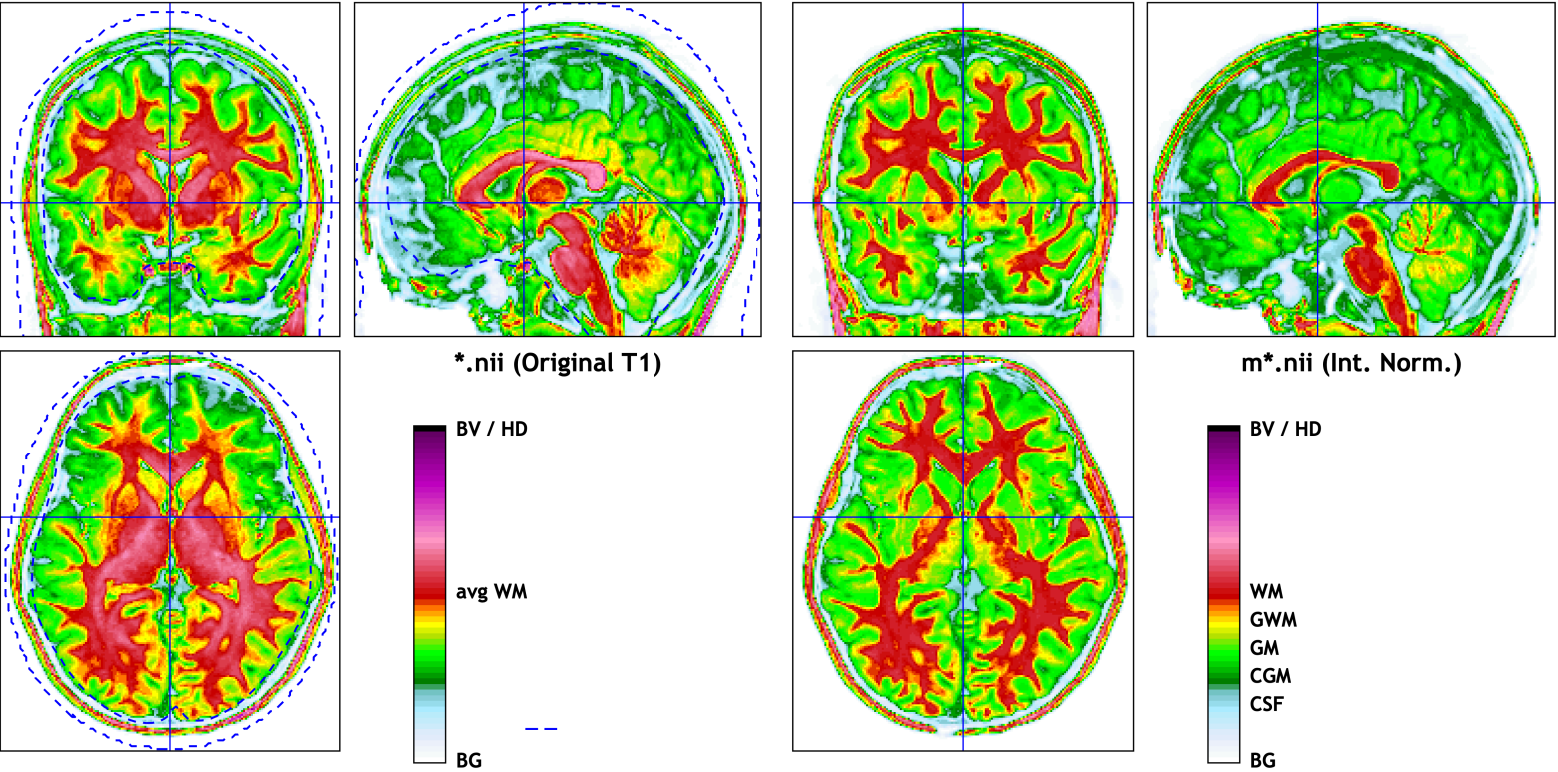 *.nii (Original T1)
BV / HD
avg WM
BG
m*.nii (Int. Norm.)
BV / HD
WM
GWM
GM
CGM
CSF
BG